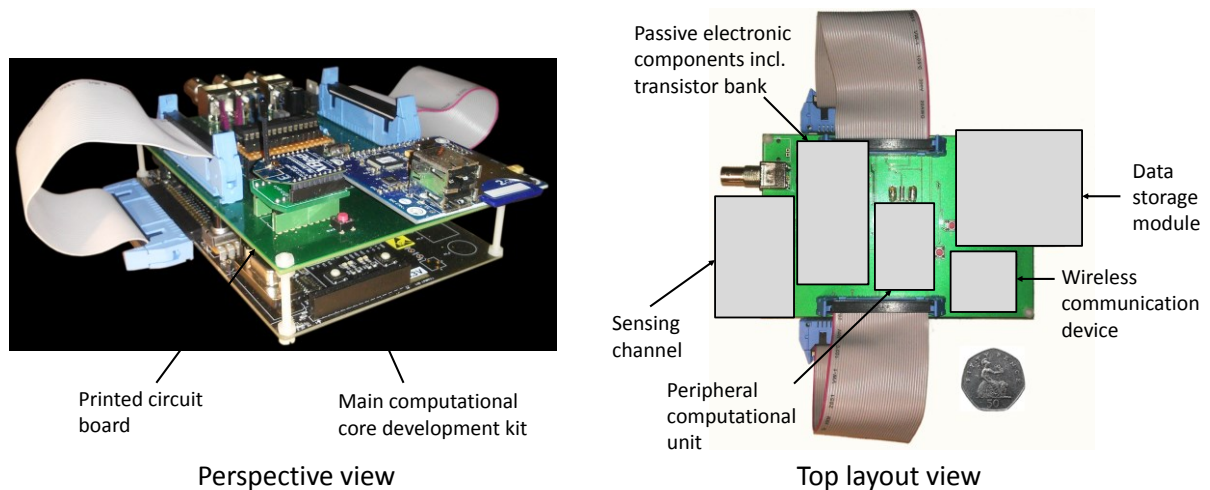 Passive electronic
components incl.
transistor bank
Data
storage
module
Wireless
communication
device
Sensing
channel
Peripheral
computational
unit
Printed circuit
board
Main computational
core development kit
50
Perspective view
Top layout view